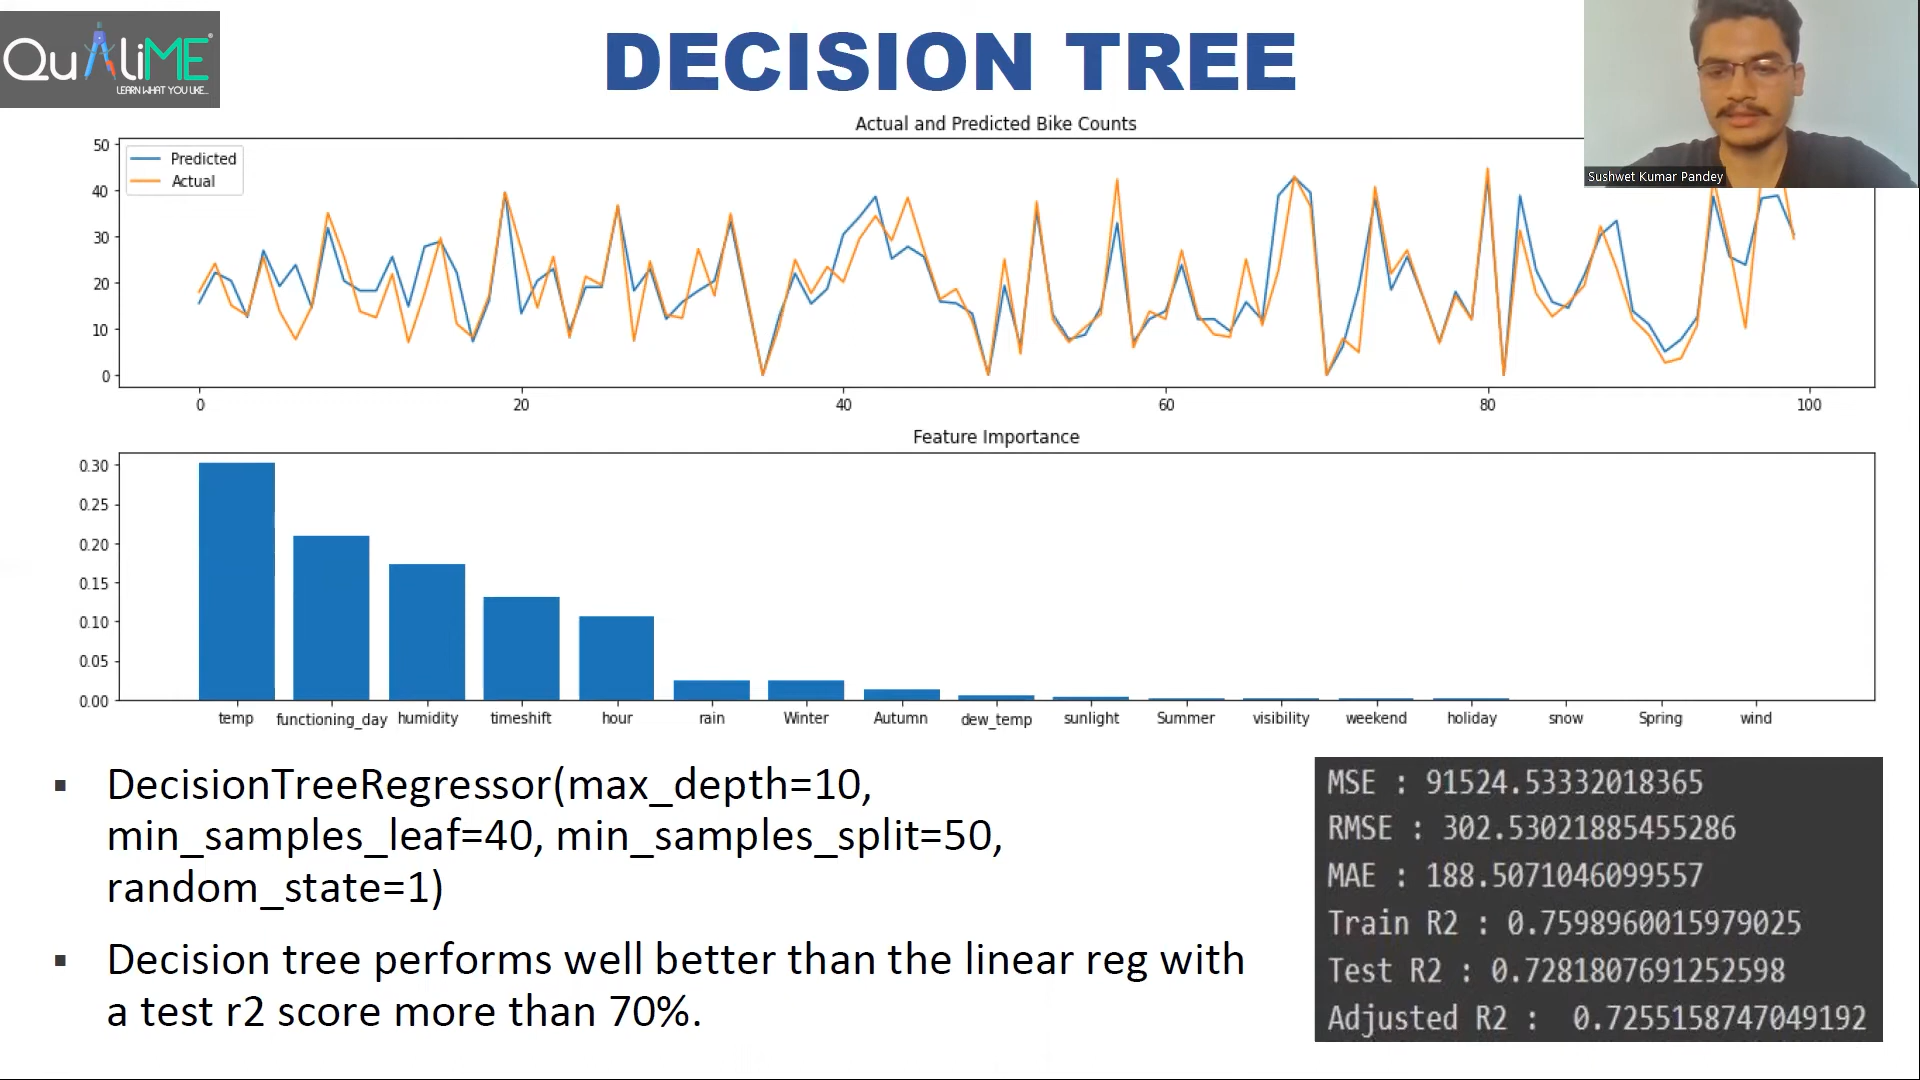 QuAliME
LEARN WHAT YOU LIKE...
DECISION TREE
Sushwet Kumar Pandey
Actual and Predicted Bike Counts
Predicted
Actual
50
40
30
20
10
0
0 20 40 60 80 100
Feature Importance
0.30
0.25
0.20
0.15
0.10
0.05
0.00
temp functioning_day humidity timeshift hour rain Winter Autumn dew_temp sunlight Summer visibility weekend holiday snow Spring wind
▪ DecisionTreeRegressor(max_depth=10,
min_samples_leaf=40, min_samples_split=50,
random_state=1)
▪ Decision tree performs well better than the linear reg with
a test r2 score more than 70%.
MSE : 91524.53332018365
RMSE : 302.53021885455286
MAE : 188.5071046099557
Train R2 : 0.7598960015979025
Test R2 : 0.7281807691252598
Adjusted R2 : 0.7255158747049192